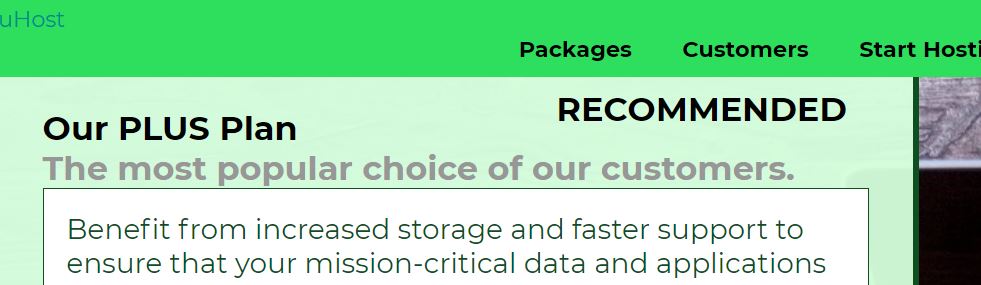 uHost
Packages Customers Start Hosti
RECOMMENDED
Our PLUS Plan
The most popular choice of our customers.
Benefit from increased storage and faster support to
ensure that your mission-critical data and applications